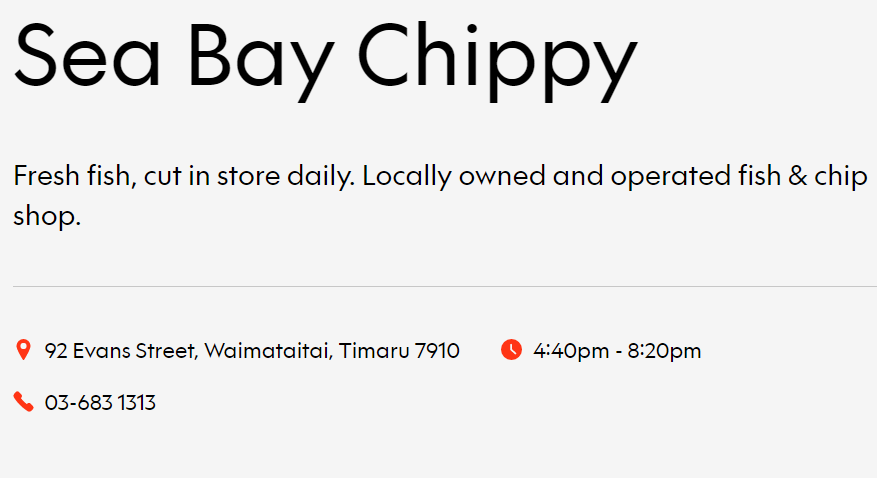 Sea Bay Chippy
Fresh fish, cut in store daily. Locally owned and operated fish & chip
shop.
92 Evans Street, Waimataitai, Timaru 7910
4:40pm - 8:20pm
03-683 1313